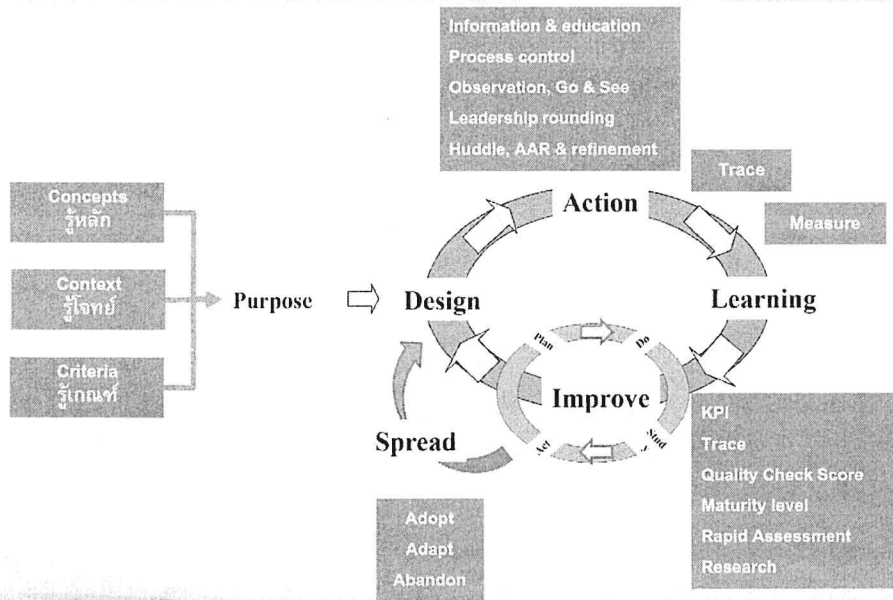 Information & education
Process control
Observation, Go & See
Leadership rounding
Huddle, AAR & refinement
Trace
Measure
Concepts
รู้หลัก
Context
รู้โจทย์
Criteria
รู้เกณฑ์
Purpose
Action
Design
Learning
Plan
Do
Improve
Act
Stud
y
Spread
KPI
Trace
Quality Check Score
Maturity level
Rapid Assessment
Research
Adopt
Adapt
Abandon